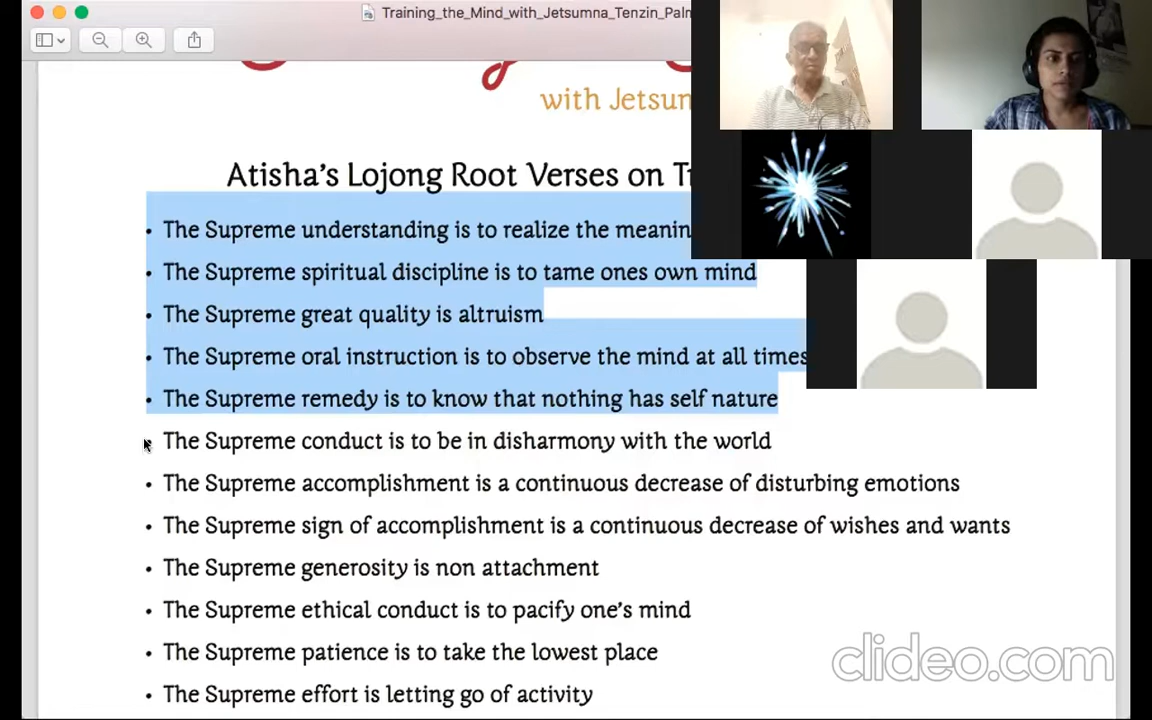 Training_the_Mind_with_Jetsumna_Tenzin_Palm
with Jetsun
Atisha's Lojong Root Verses on
• The Supreme understanding is to realize the
• The Supreme spiritual discipline is to tame ones own mind
• The Supreme great quality is altruism
• The Supreme oral instruction is to observe the mind at all times
• The Supreme remedy is to know that nothing has self nature
• The Supreme conduct is to be in disharmony with the world
• The Supreme accomplishment is a continuous decrease of disturbing emotions
• The Supreme sign of accomplishment is a continuous decrease of wishes and wants
• The Supreme generosity is non attachment
• The Supreme ethical conduct is to pacify one's mind
• The Supreme patience is to take the lowest place
• The Supreme effort is letting go of activity
clideo.com